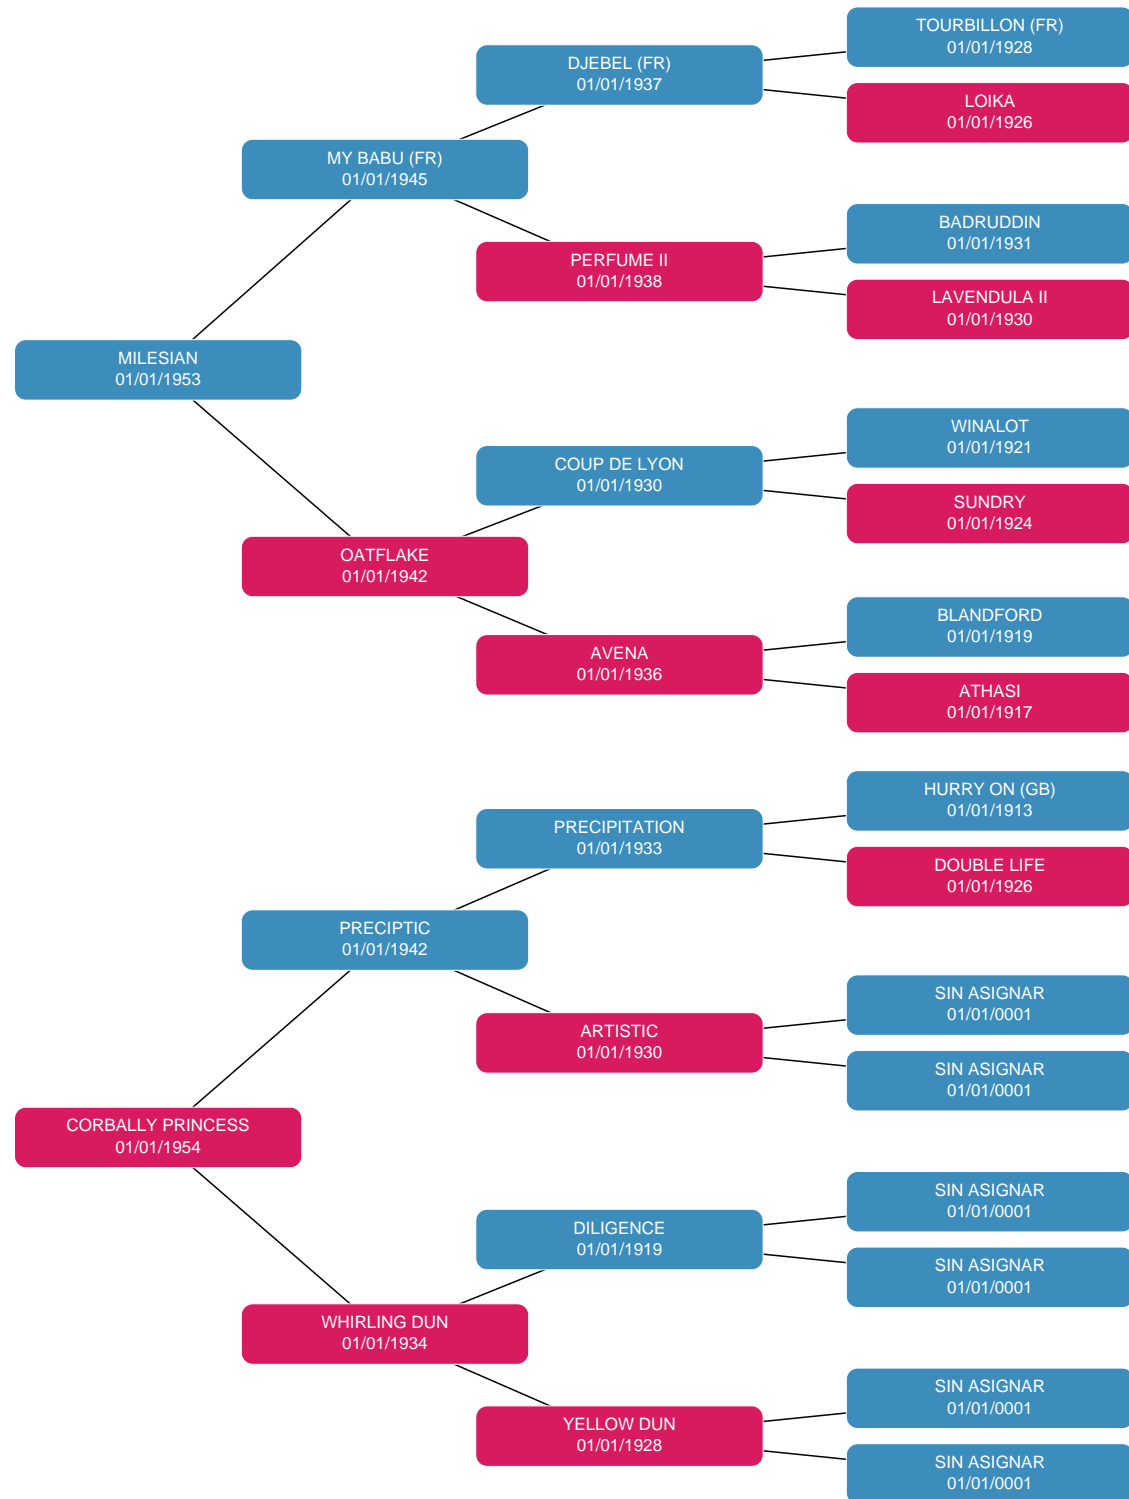 TOURBILLON (FR)
01/01/1928
DJEBEL (FR)
01/01/1937
LOIKA
01/01/1926
MY BABU (FR)
01/01/1945
BADRUDDIN
01/01/1931
PERFUME II
01/01/1938
LAVENDULA II
01/01/1930
MILESIAN
01/01/1953
WINALOT
01/01/1921
COUP DE LYON
01/01/1930
SUNDRY
01/01/1924
OATFLAKE
01/01/1942
BLANDFORD
01/01/1919
AVENA
01/01/1936
ATHASI
01/01/1917
HURRY ON (GB)
01/01/1913
PRECIPITATION
01/01/1933
DOUBLE LIFE
01/01/1926
PRECIPTIC
01/01/1942
SIN ASIGNAR
01/01/0001
ARTISTIC
01/01/1930
SIN ASIGNAR
01/01/0001
CORBALLY PRINCESS
01/01/1954
SIN ASIGNAR
01/01/0001
DILIGENCE
01/01/1919
SIN ASIGNAR
01/01/0001
WHIRLING DUN
01/01/1934
SIN ASIGNAR
01/01/0001
YELLOW DUN
01/01/1928
SIN ASIGNAR
01/01/0001